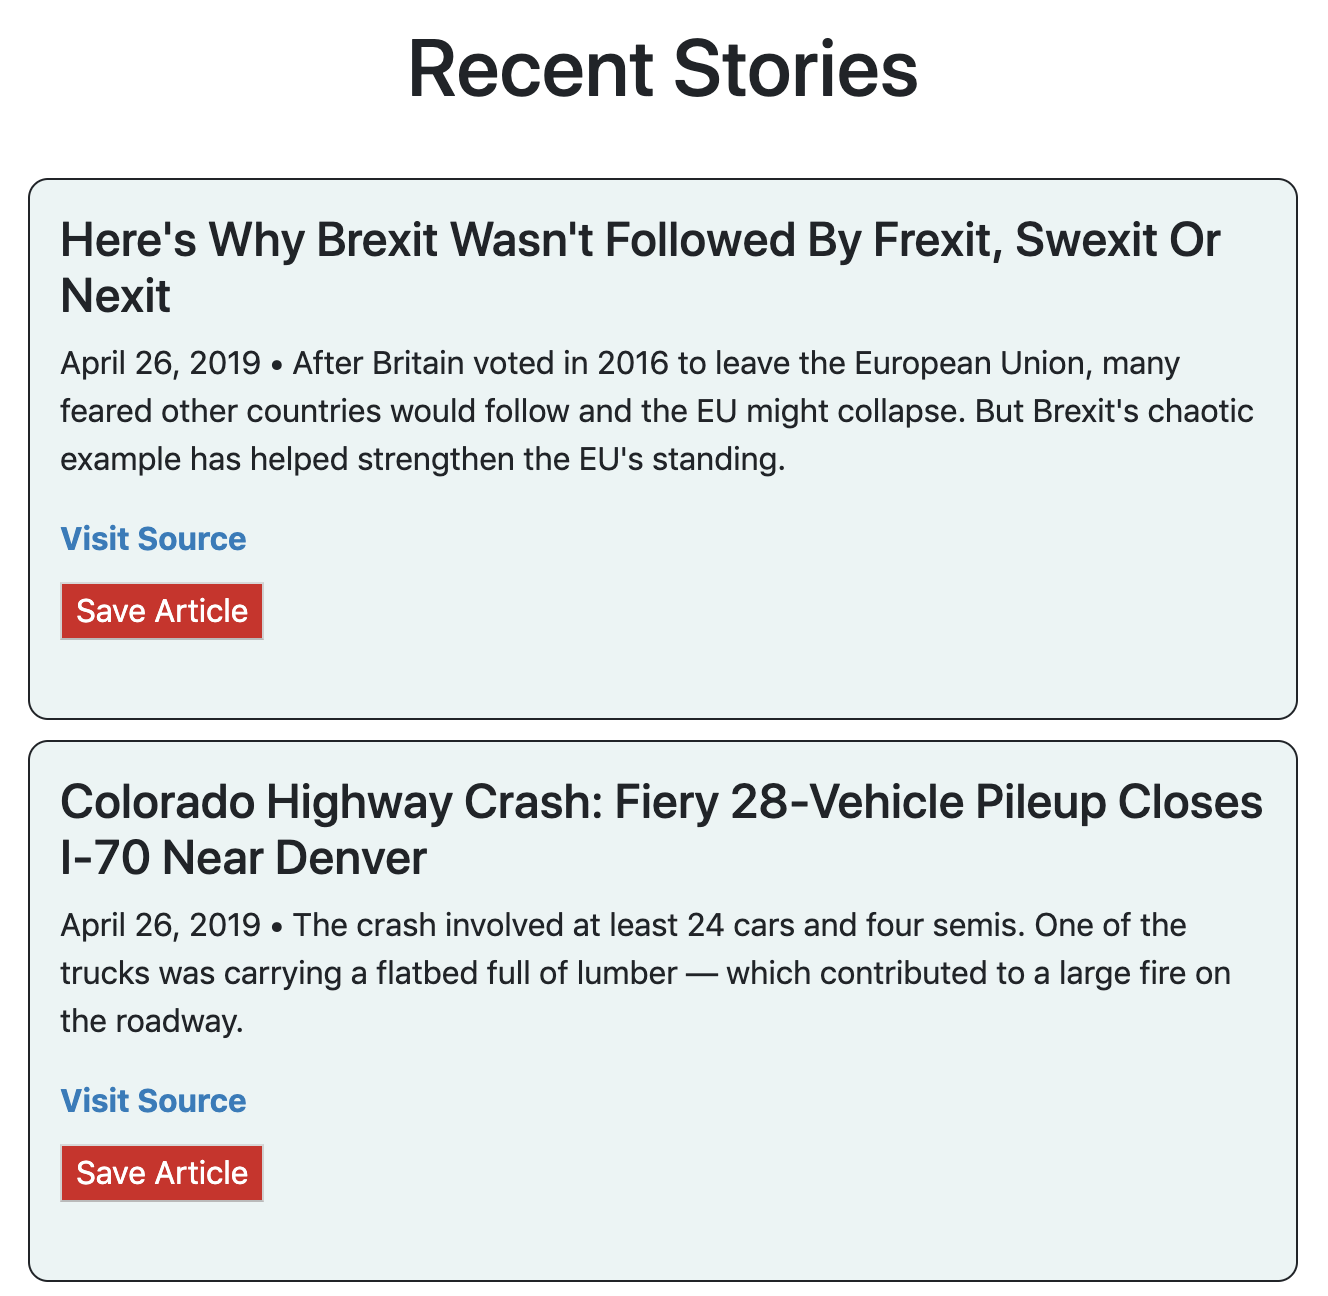 Recent Stories
Here's Why Brexit Wasn't Followed By Frexit, Swexit Or
Nexit
April 26, 2019 • After Britain voted in 2016 to leave the European Union, many
feared other countries would follow and the EU might collapse. But Brexit's chaotic
example has helped strengthen the EU's standing.
Visit Source
Save Article
Colorado Highway Crash: Fiery 28-Vehicle Pileup Closes
I-70 Near Denver
April 26, 2019 • The crash involved at least 24 cars and four semis. One of the
trucks was carrying a flatbed full of lumber — which contributed to a large fire on
the roadway.
Visit Source
Save Article